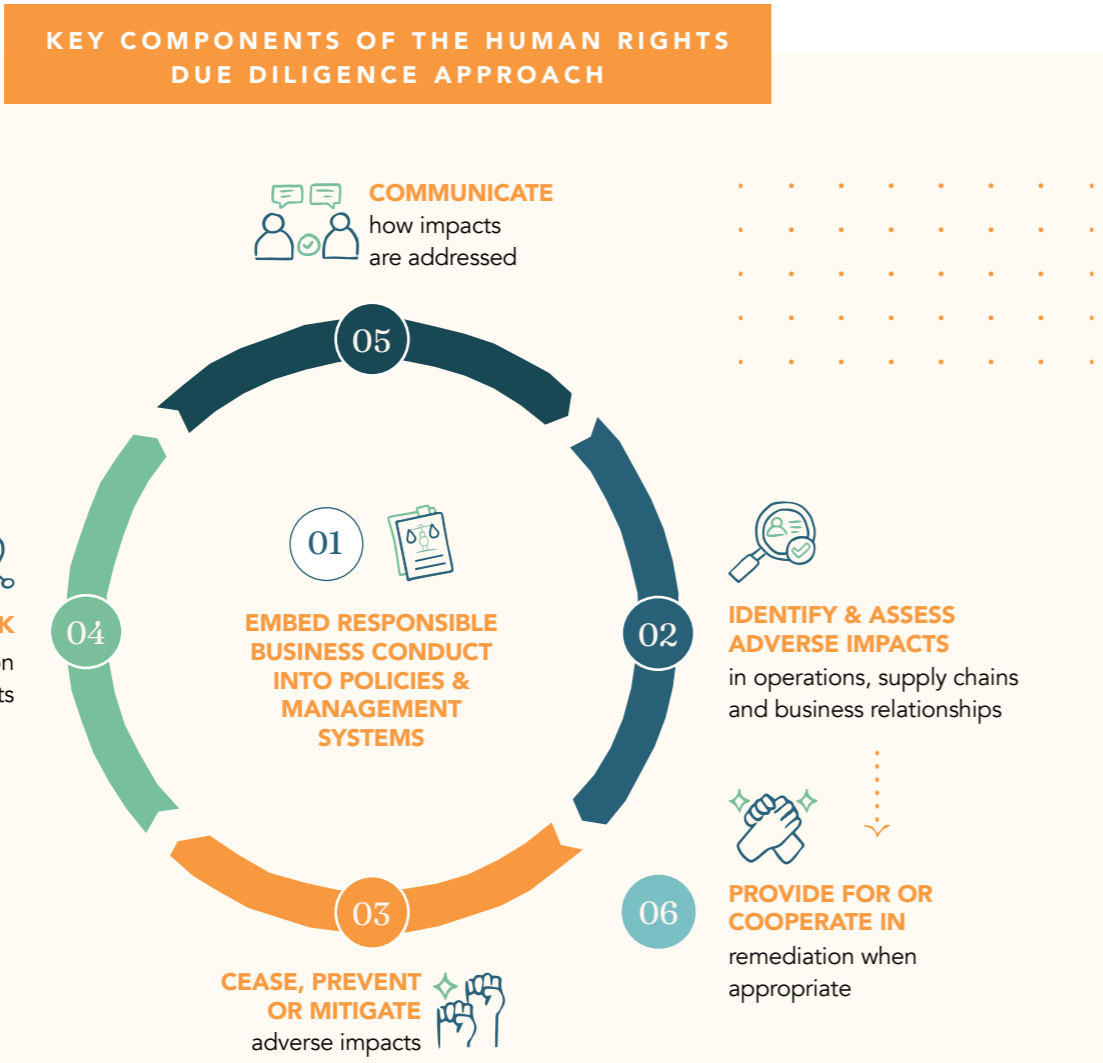 KEY COMPONENTS OF THE HUMAN RIGHTS
DUE DILIGENCE APPROACH
COMMUNICATE
how impacts
are addressed
05
01
EMBED RESPONSIBLE
BUSINESS CONDUCT
INTO POLICIES &
MANAGEMENT
SYSTEMS
02
IDENTIFY & ASSESS
ADVERSE IMPACTS
in operations, supply chains
and business relationships
04
06
PROVIDE FOR OR
COOPERATE IN
remediation when
appropriate
03
CEASE, PREVENT
OR MITIGATE
adverse impacts